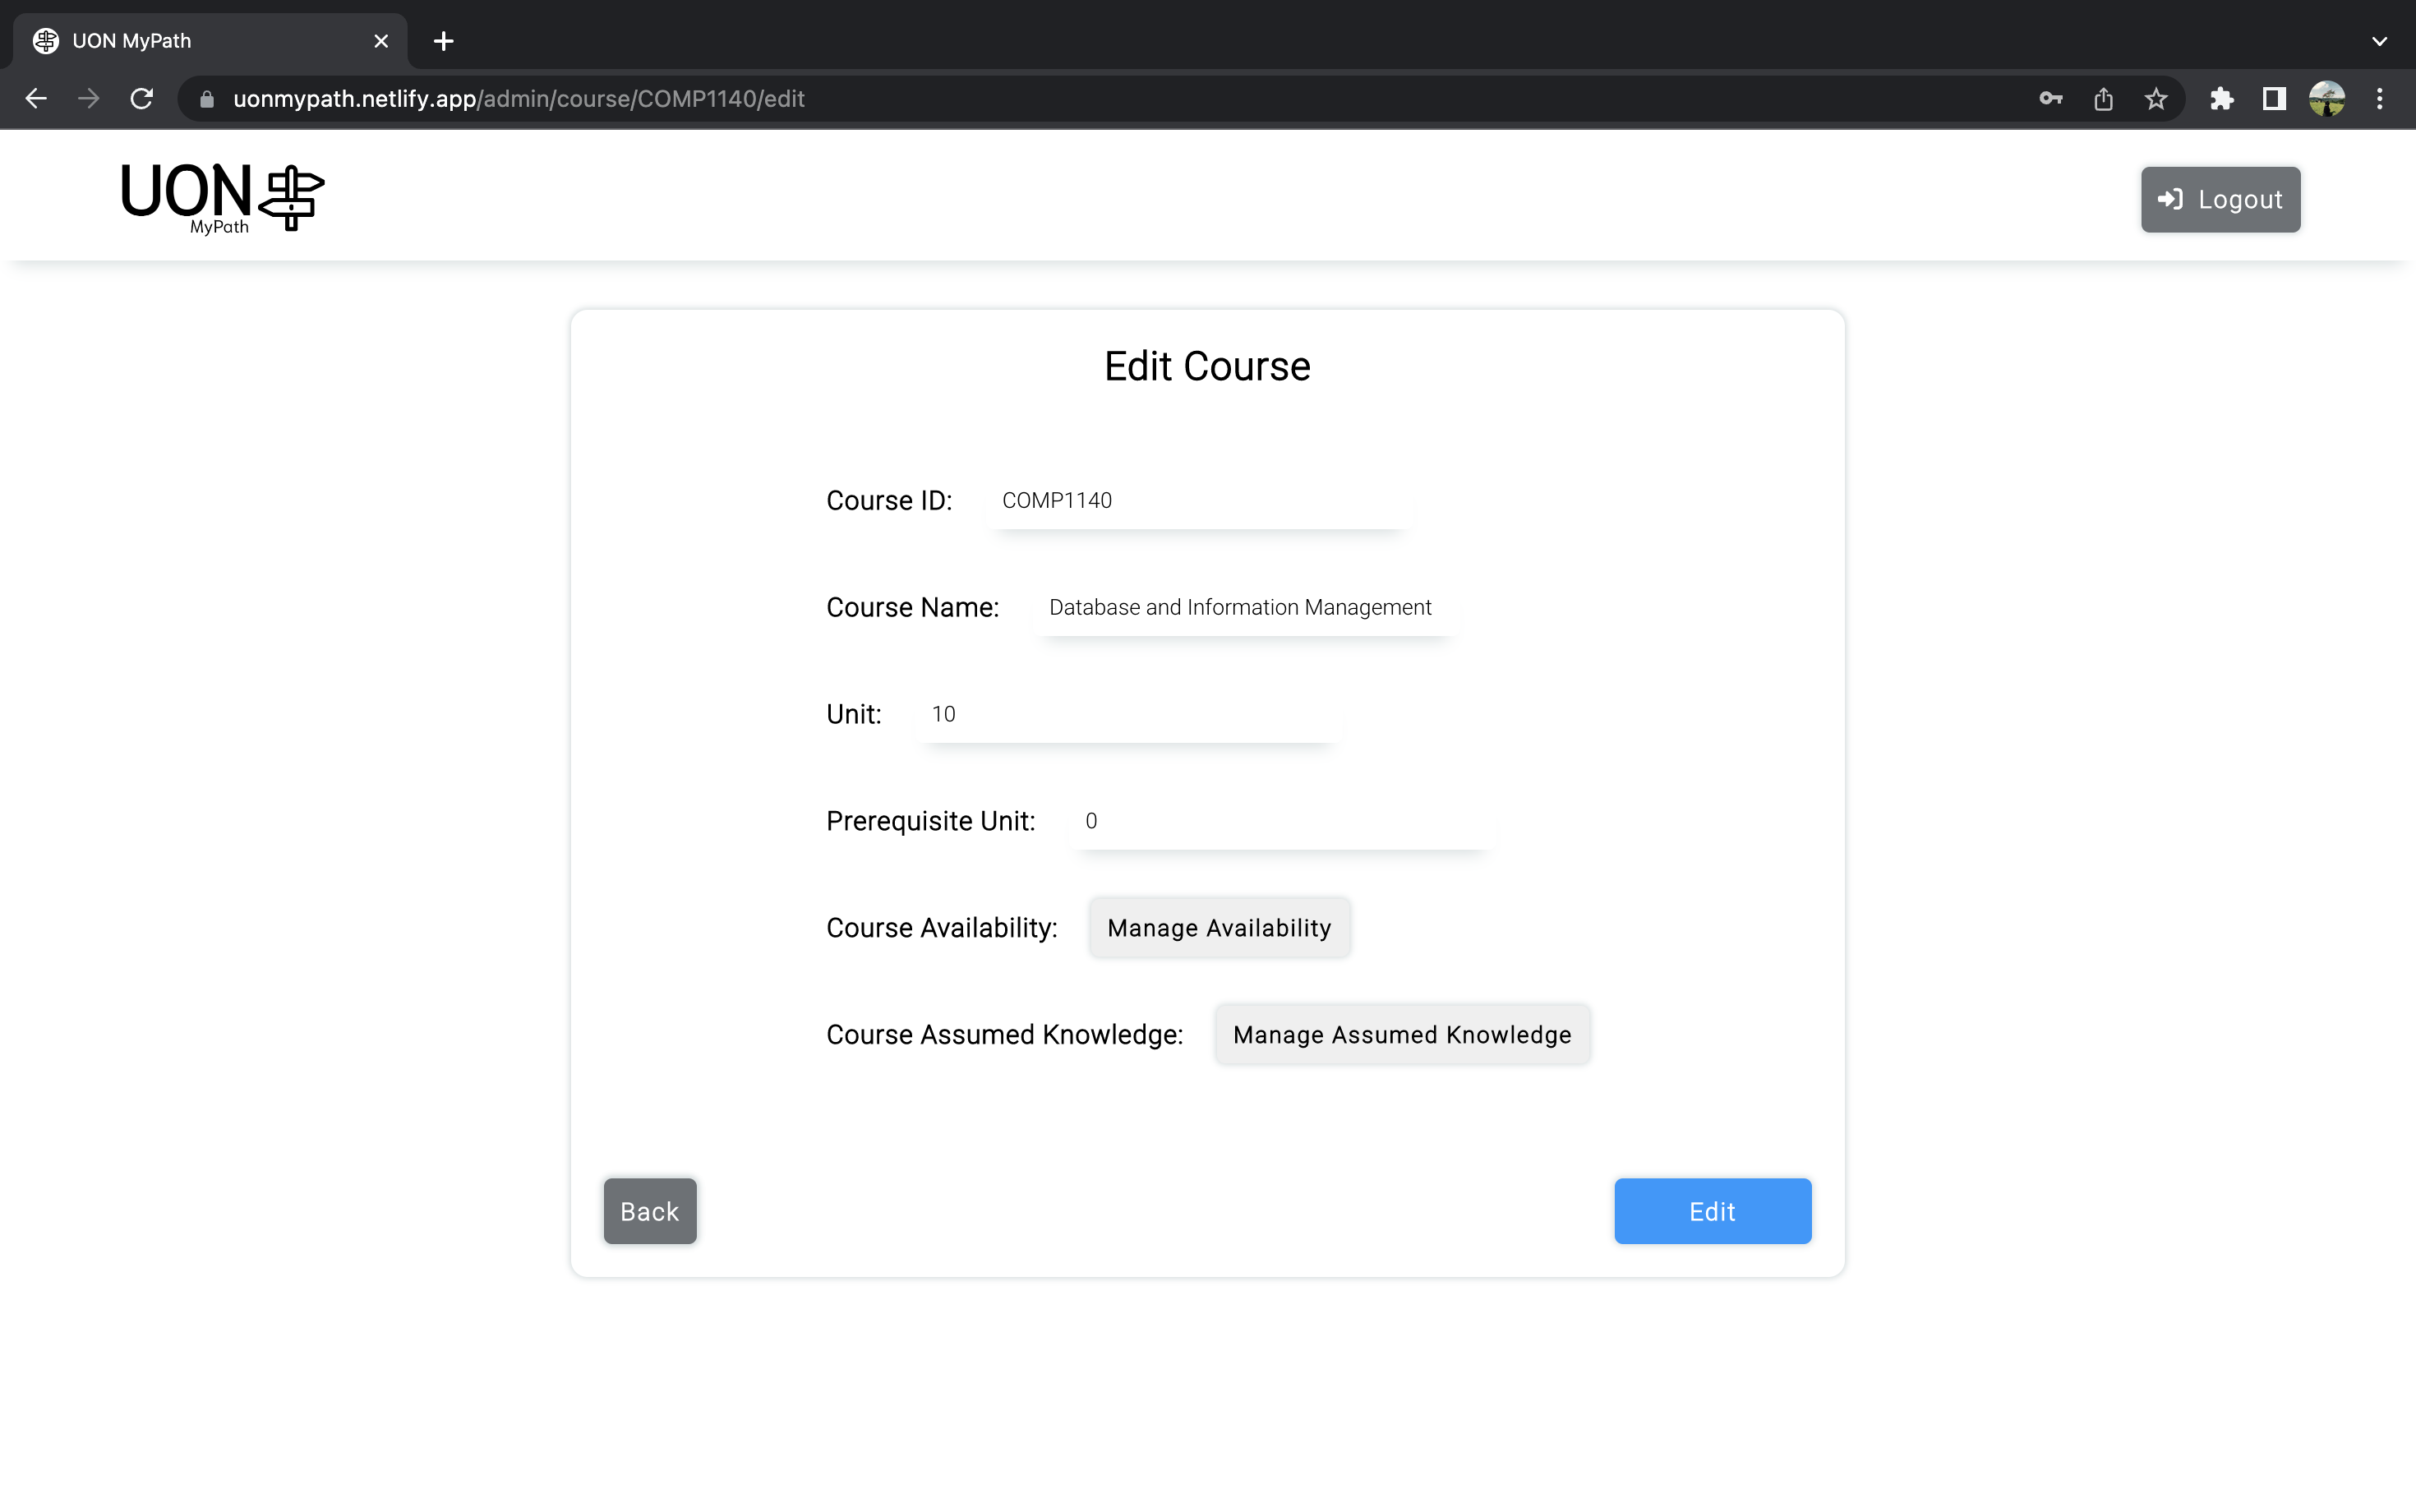 UON MyPath
uonmypath.netlify.app/admin/course/COMP1140/edit
UON
MyPath
Logout
Edit Course
Course ID: COMP1140
Course Name: Database and Information Management
Unit: 10
Prerequisite Unit: 0
Course Availability: Manage Availability
Course Assumed Knowledge: Manage Assumed Knowledge
Back Edit